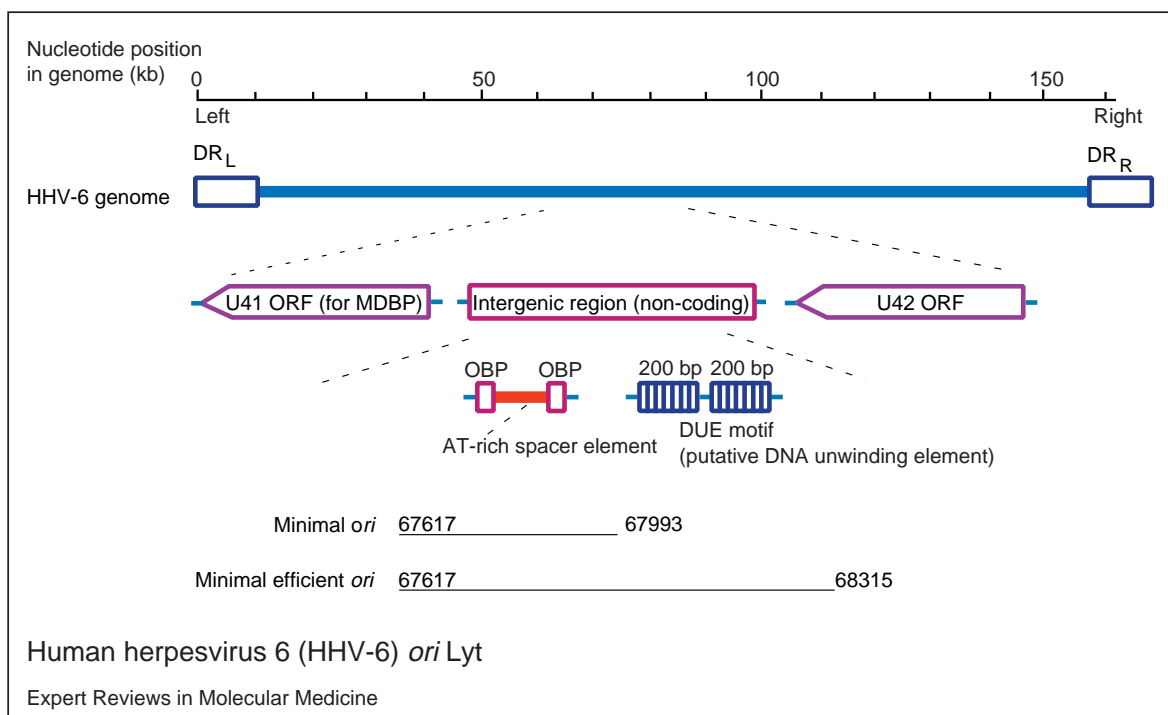 Nucleotide position
in genome (kb)
0 50 100 150
Left Right
DR L DR R
HHV-6 genome
U41 ORF (for MDBP) Intergenic region (non-coding) U42 ORF
OBP OBP 200 bp 200 bp
AT-rich spacer element
DUE motif
(putative DNA unwinding element)
Minimal ori 67617 67993
Minimal efficient ori 67617 68315
Human herpesvirus 6 (HHV-6) ori Lyt
Expert Reviews in Molecular Medicine